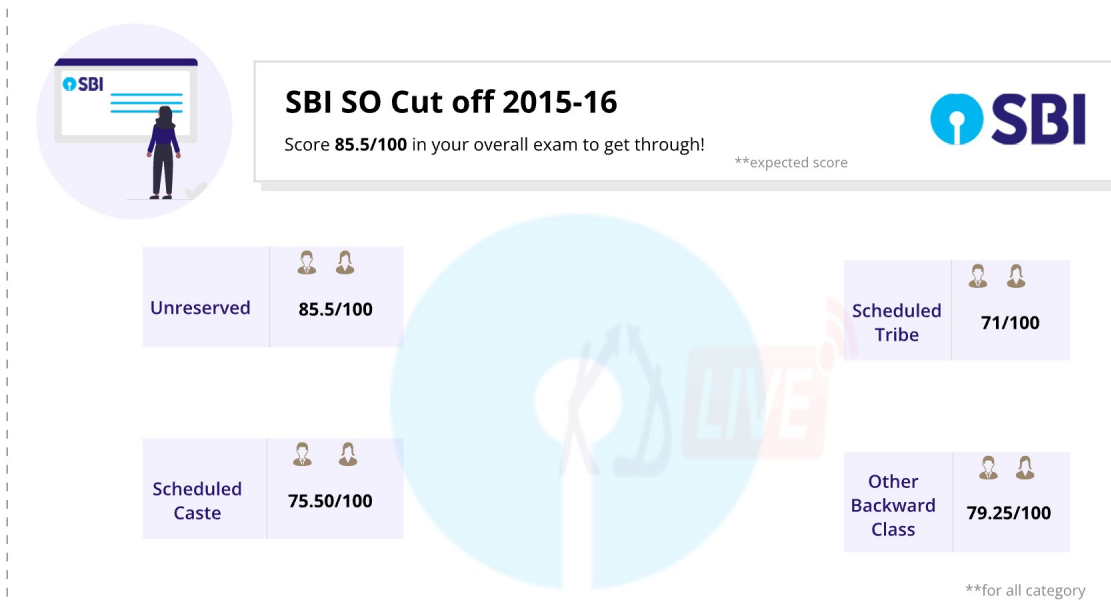 SBI
SBI SO Cut off 2015-16
Score 85.5/100 in your overall exam to get through!
**expected score
SBI
Unreserved
85.5/100
Scheduled
Tribe
71/100
KD LIVE
Scheduled
Caste
75.50/100
Other
Backward
Class
79.25/100
**for all category